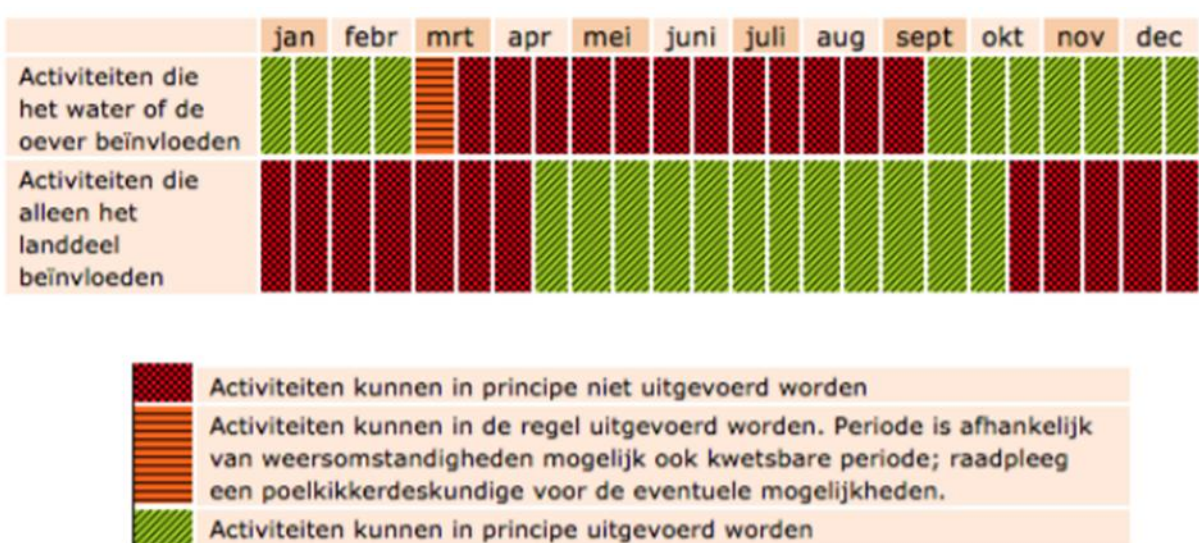 jan febr mrt apr mei juni juli aug sept okt nov dec
Activiteiten die
het water of de
oever beïnvloeden
Activiteiten die
alleen het
landdeel
beïnvloeden
Activiteiten kunnen in principe niet uitgevoerd worden
Activiteiten kunnen in de regel uitgevoerd worden. Periode is afhankelijk
van weersomstandigheden mogelijk ook kwetsbare periode; raadpleeg
een poelkikkerdeskundige voor de eventuele mogelijkheden.
Activiteiten kunnen in principe uitgevoerd worden